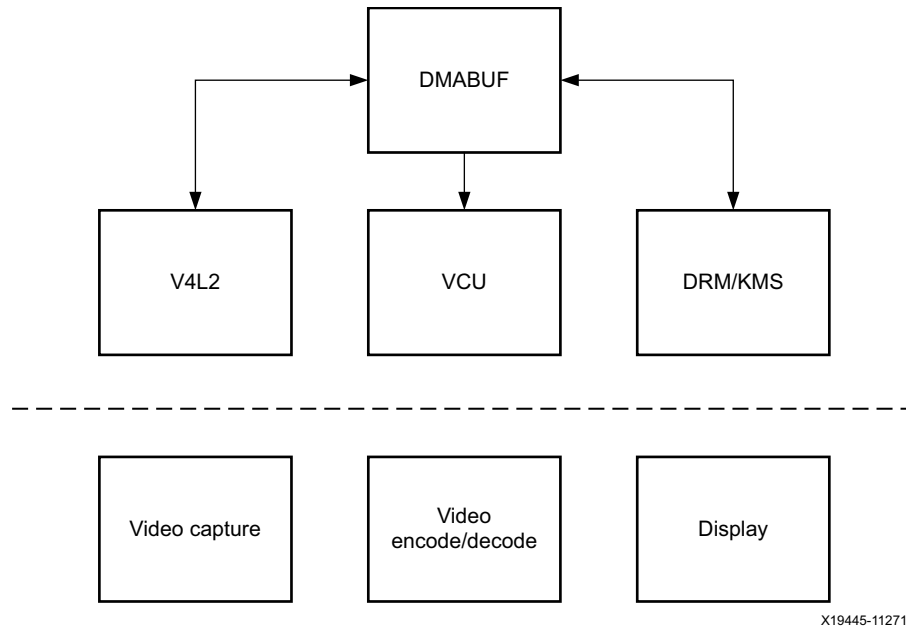 DMABUF
V4L2
VCU
DRM/KMS
Video capture
Video
encode/decode
Display
X19445-11271